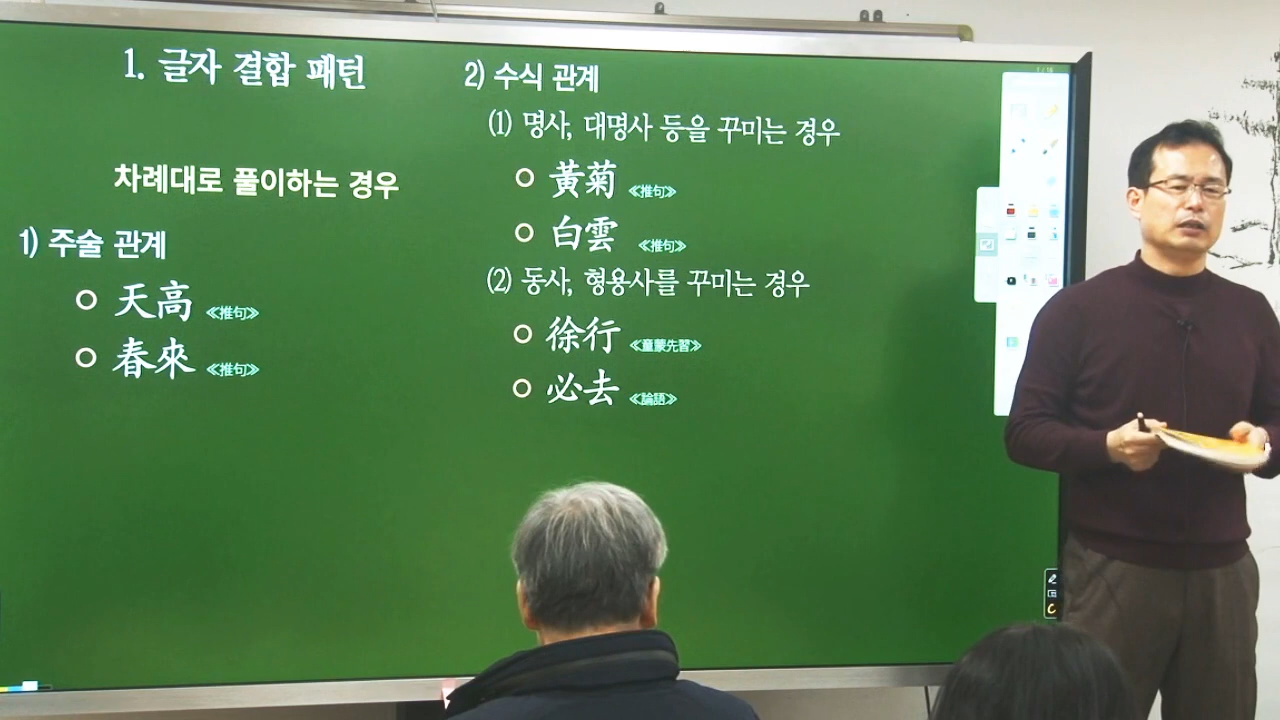 1. 글자 결합 패턴
차례대로 풀이하는 경우
1) 주술 관계
天高 ≪推句≫
春來 ≪推句≫
2) 수식 관계
(1) 명사, 대명사 등을 꾸미는 경우
黃菊 ≪推句≫
白雲 ≪推句≫
(2) 동사, 형용사를 꾸미는 경우
徐行 ≪童蒙先習≫
必去 ≪論語≫